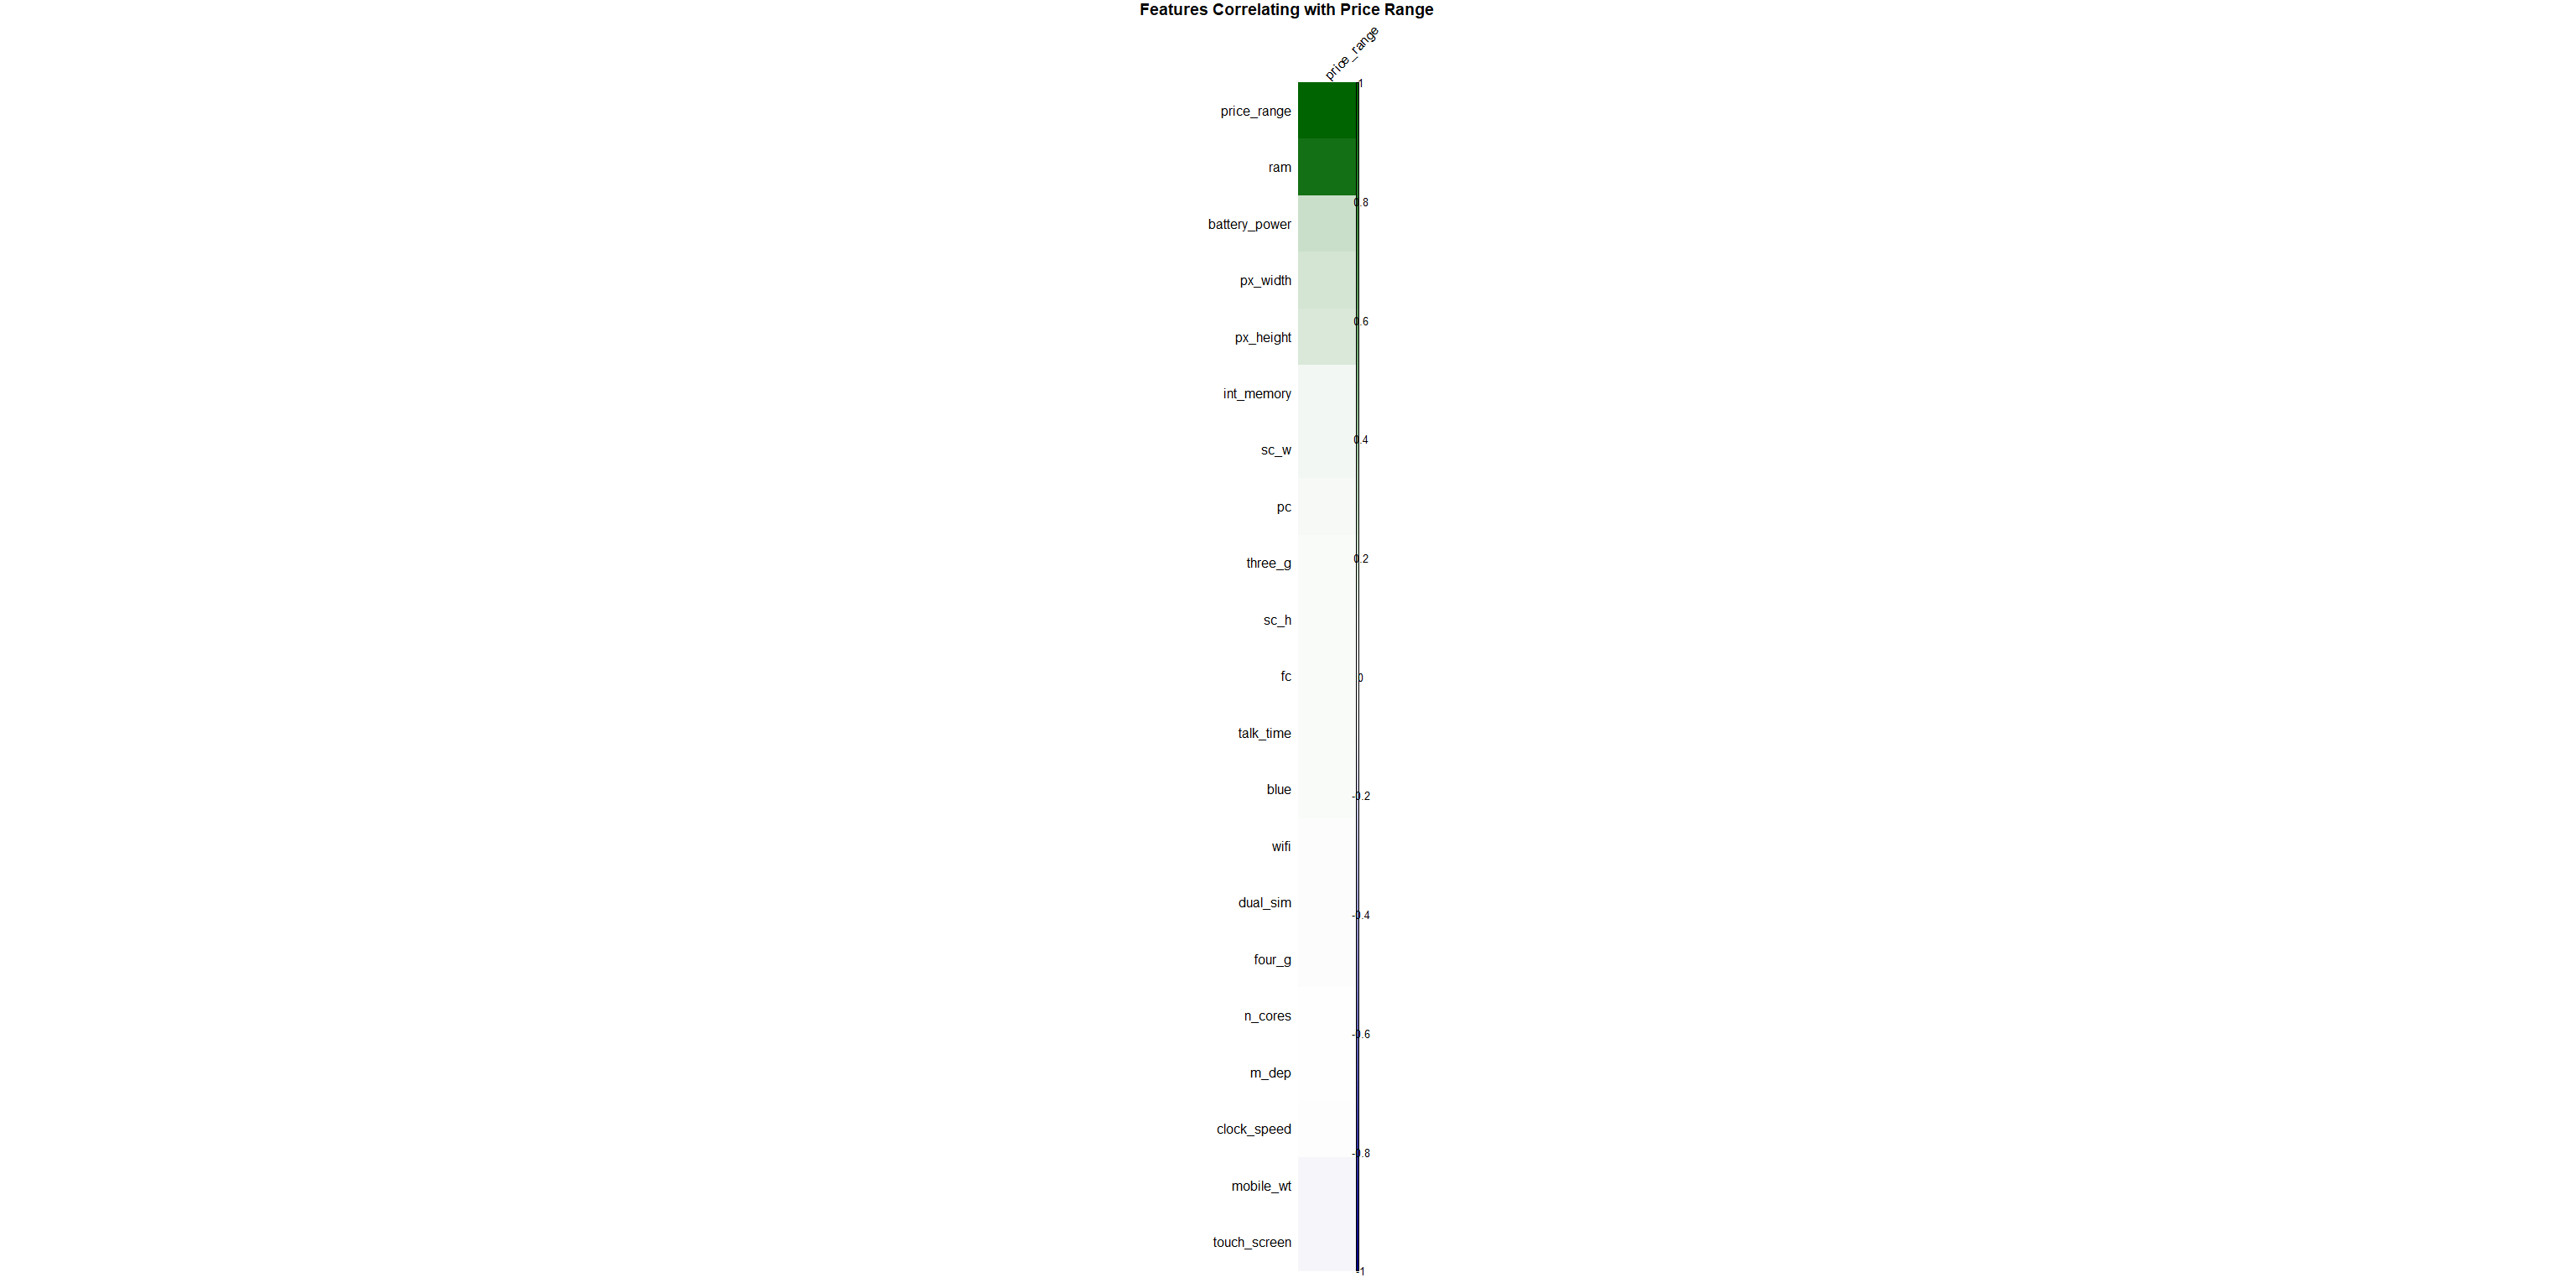 Features Correlating with Price Range
price_range
1
price_range
ram
0.8
battery_power
px_width
0.6
px_height
int_memory
0.4
sc_w
pc
0.2
three_g
sc_h
fc
0
talk_time
blue
-0.2
wifi
dual_sim
-0.4
four_g
n_cores
-0.6
m_dep
clock_speed
-0.8
mobile_wt
touch_screen
-1